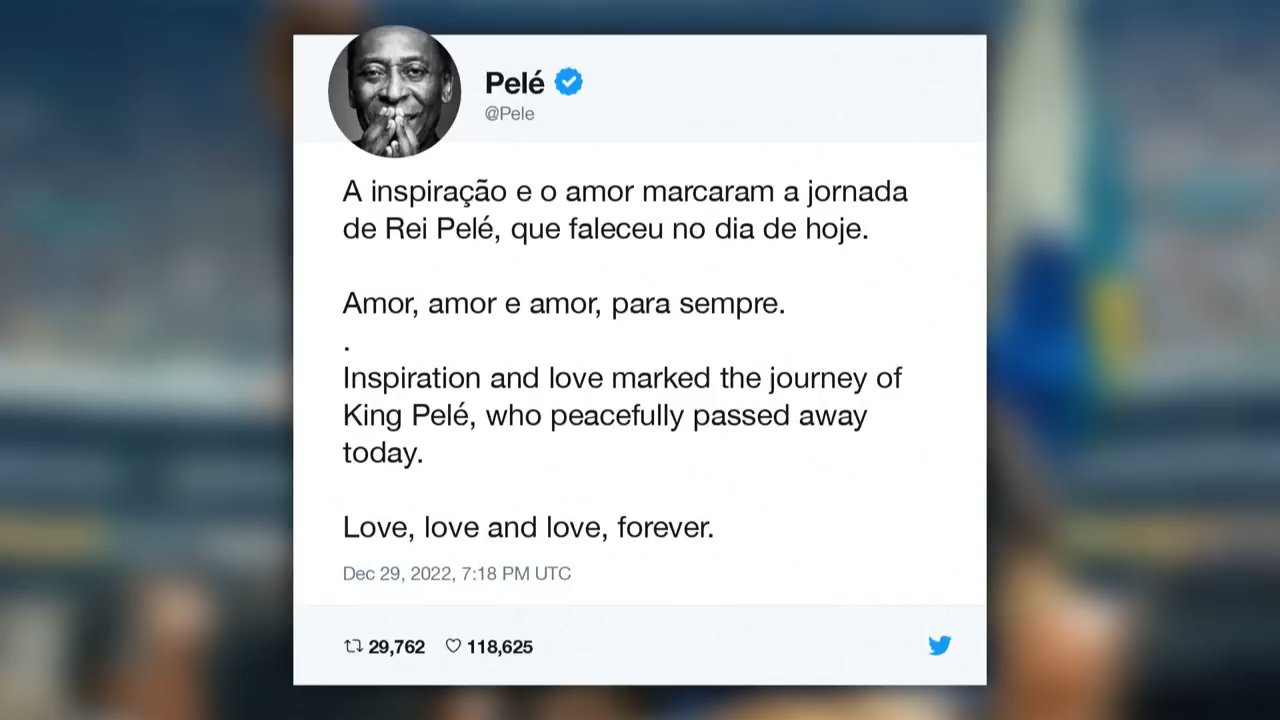 Pelé
@Pele
A inspiração e o amor marcaram a jornada
de Rei Pelé, que faleceu no dia de hoje.
Amor, amor e amor, para sempre.
.
Inspiration and love marked the journey of
King Pelé, who peacefully passed away
today.
Love, love and love, forever.
Dec 29, 2022, 7:18 PM UTC
29,762 118,625